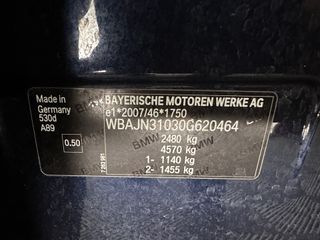 Made in
Germany
530d
A89
0.50
BAYERISCHE MOTOREN WERKE AG
e1*2007/46*1750
WBAJN31030G620464
2480 kg
4570 kg
1- 1140 kg
2- 1455 kg